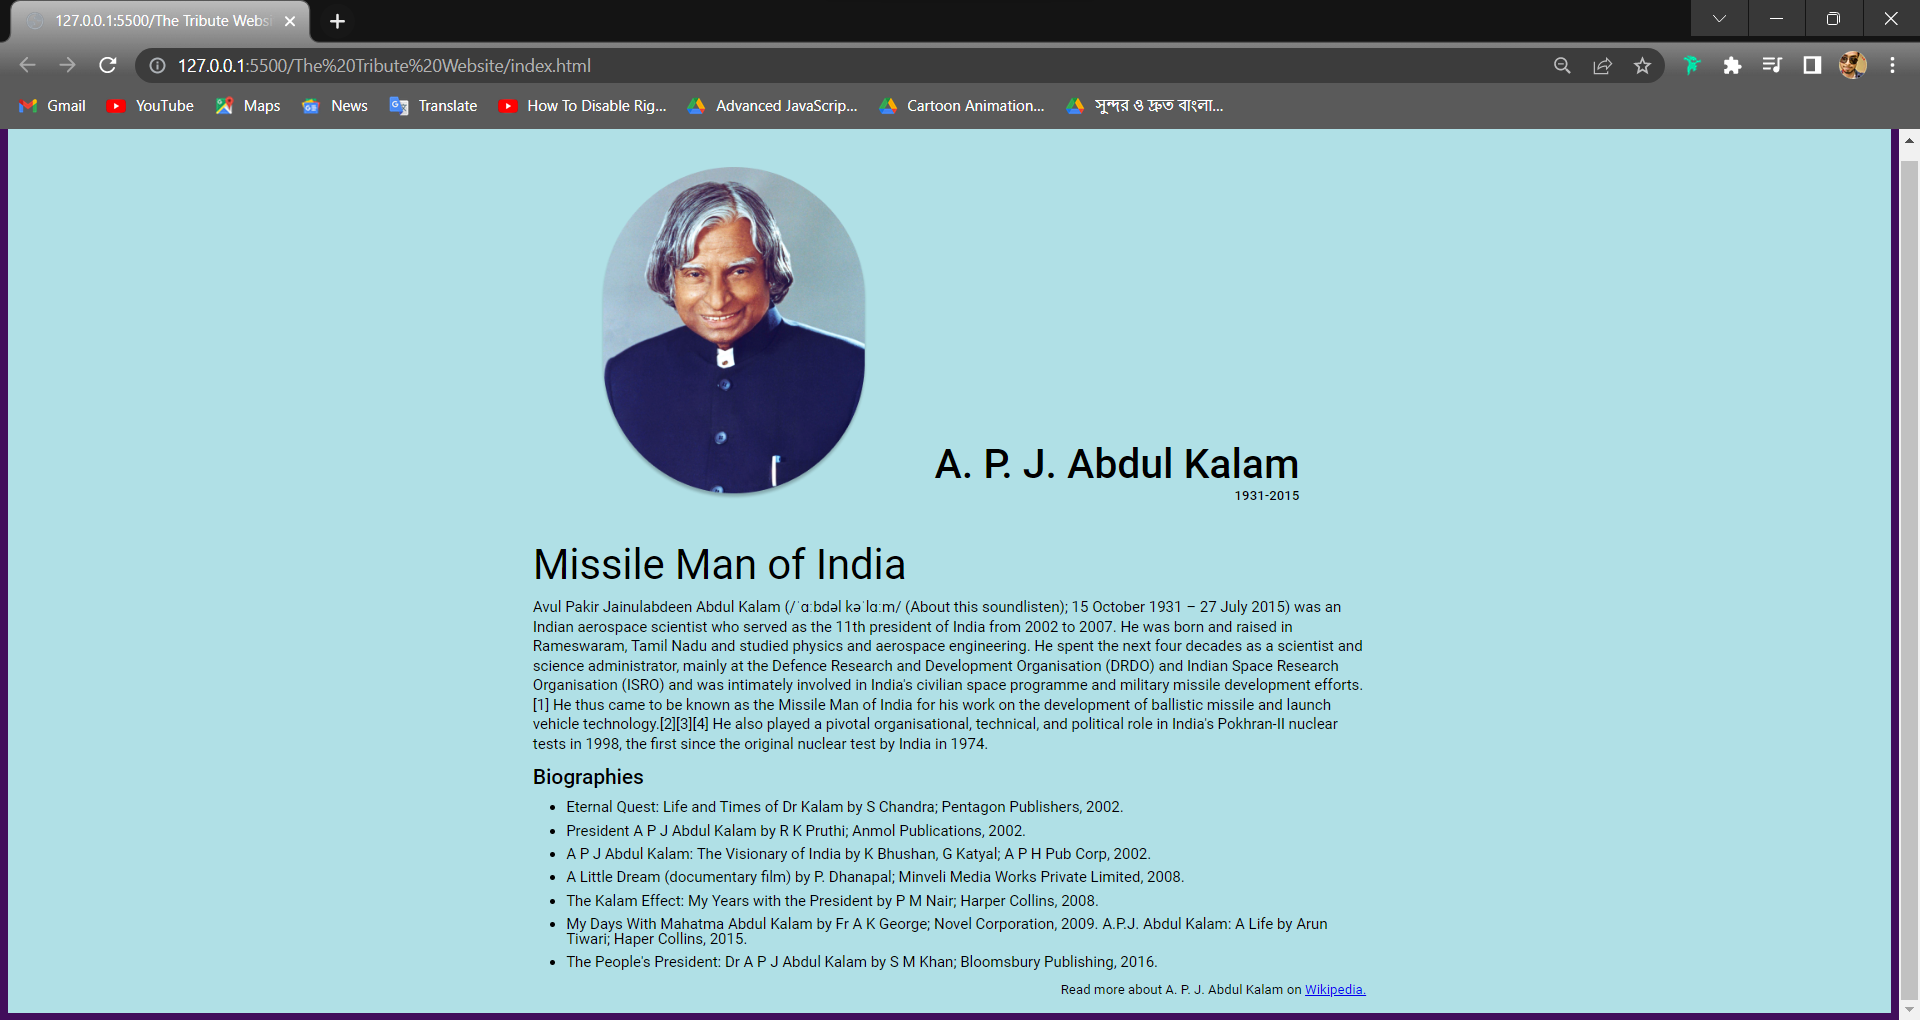 127.0.0.1:5500/The Tribute Websi
127.0.0.1:5500/The%20Tribute%20Website/index.html
Gmail YouTube Maps News Translate How To Disable Rig... Advanced JavaScrip... Cartoon Animation... সুন্দর ও দ্রুত বাংলা...
A. P. J. Abdul Kalam
1931-2015
Missile Man of India
Avul Pakir Jainulabdeen Abdul Kalam (/ˈɑːbdəl kəˈlɑːm/ (About this soundlisten); 15 October 1931 – 27 July 2015) was an
Indian aerospace scientist who served as the 11th president of India from 2002 to 2007. He was born and raised in
Rameswaram, Tamil Nadu and studied physics and aerospace engineering. He spent the next four decades as a scientist and
science administrator, mainly at the Defence Research and Development Organisation (DRDO) and Indian Space Research
Organisation (ISRO) and was intimately involved in India's civilian space programme and military missile development efforts.
[1] He thus came to be known as the Missile Man of India for his work on the development of ballistic missile and launch
vehicle technology.[2][3][4] He also played a pivotal organisational, technical, and political role in India's Pokhran-II nuclear
tests in 1998, the first since the original nuclear test by India in 1974.
Biographies
• Eternal Quest: Life and Times of Dr Kalam by S Chandra; Pentagon Publishers, 2002.
• President A P J Abdul Kalam by R K Pruthi; Anmol Publications, 2002.
• A P J Abdul Kalam: The Visionary of India by K Bhushan, G Katyal; A P H Pub Corp, 2002.
• A Little Dream (documentary film) by P. Dhanapal; Minveli Media Works Private Limited, 2008.
• The Kalam Effect: My Years with the President by P M Nair; Harper Collins, 2008.
• My Days With Mahatma Abdul Kalam by Fr A K George; Novel Corporation, 2009. A.P.J. Abdul Kalam: A Life by Arun
Tiwari; Haper Collins, 2015.
• The People's President: Dr A P J Abdul Kalam by S M Khan; Bloomsbury Publishing, 2016.
Read more about A. P. J. Abdul Kalam on Wikipedia.